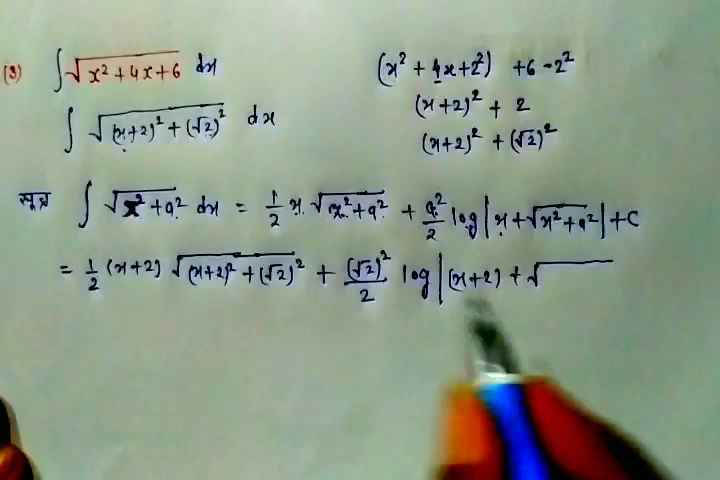 (3) ∫√x² + 4x + 6 dx
(x² + 4x + 2²) + 6 - 2²
∫ √(x+2)² + (√2)² dx
(x+2)² + 2
(x+2)² + (√2)²
सूत्र ∫ √x² + a² dx = 1/2 x √x² + a² + a²/2 log |x + √x² + a²| + C
= 1/2 (x+2) √(x+2)² + (√2)² + (√2)²/2 log |(x+2) + √